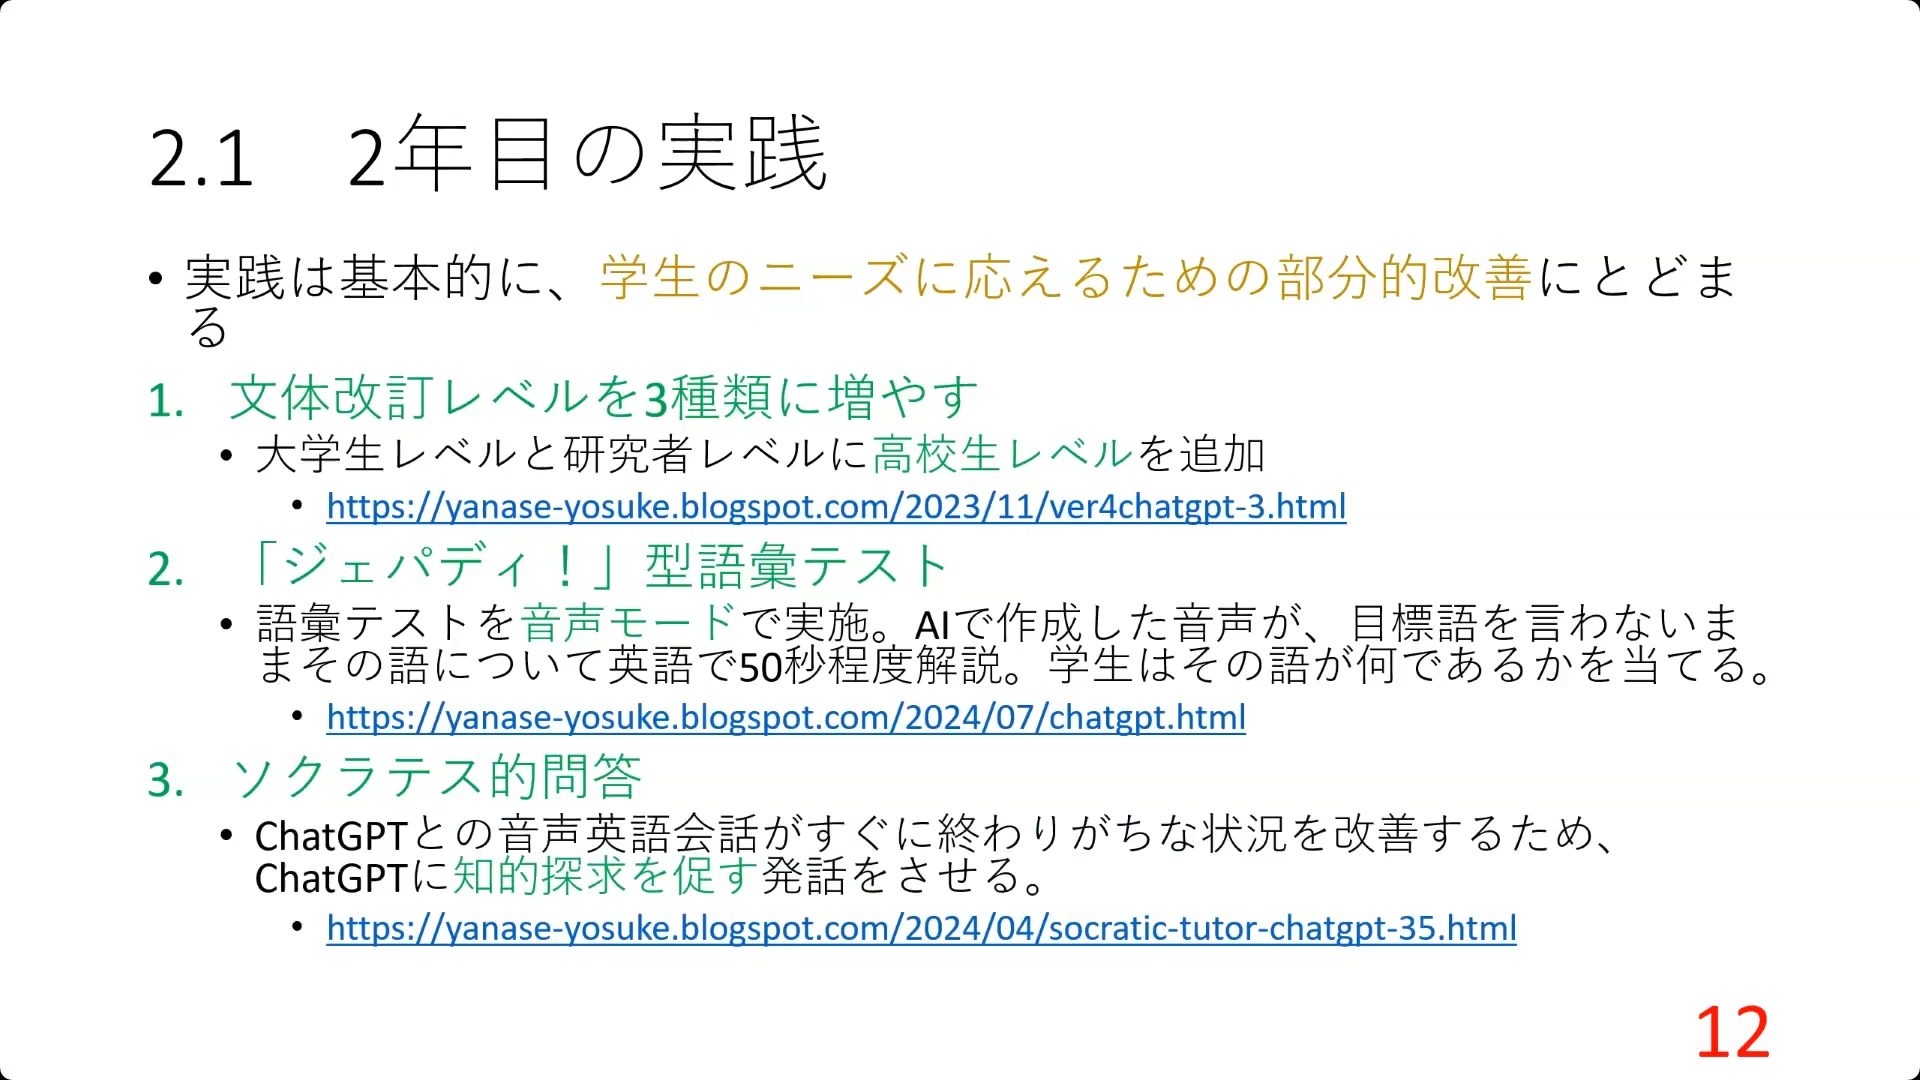 2.1　2年目の実践
• 実践は基本的に、学生のニーズに応えるための部分的改善にとどま
る
1. 文体改訂レベルを3種類に増やす
• 大学生レベルと研究者レベルに高校生レベルを追加
• https://yanase-yosuke.blogspot.com/2023/11/ver4chatgpt-3.html
2. 「ジェパディ！」型語彙テスト
• 語彙テストを音声モードで実施。AIで作成した音声が、目標語を言わないま
まその語について英語で50秒程度解説。学生はその語が何であるかを当てる。
• https://yanase-yosuke.blogspot.com/2024/07/chatgpt.html
3. ソクラテス的問答
• ChatGPTとの音声英語会話がすぐに終わりがちな状況を改善するため、
ChatGPTに知的探求を促す発話をさせる。
• https://yanase-yosuke.blogspot.com/2024/04/socratic-tutor-chatgpt-35.html
12